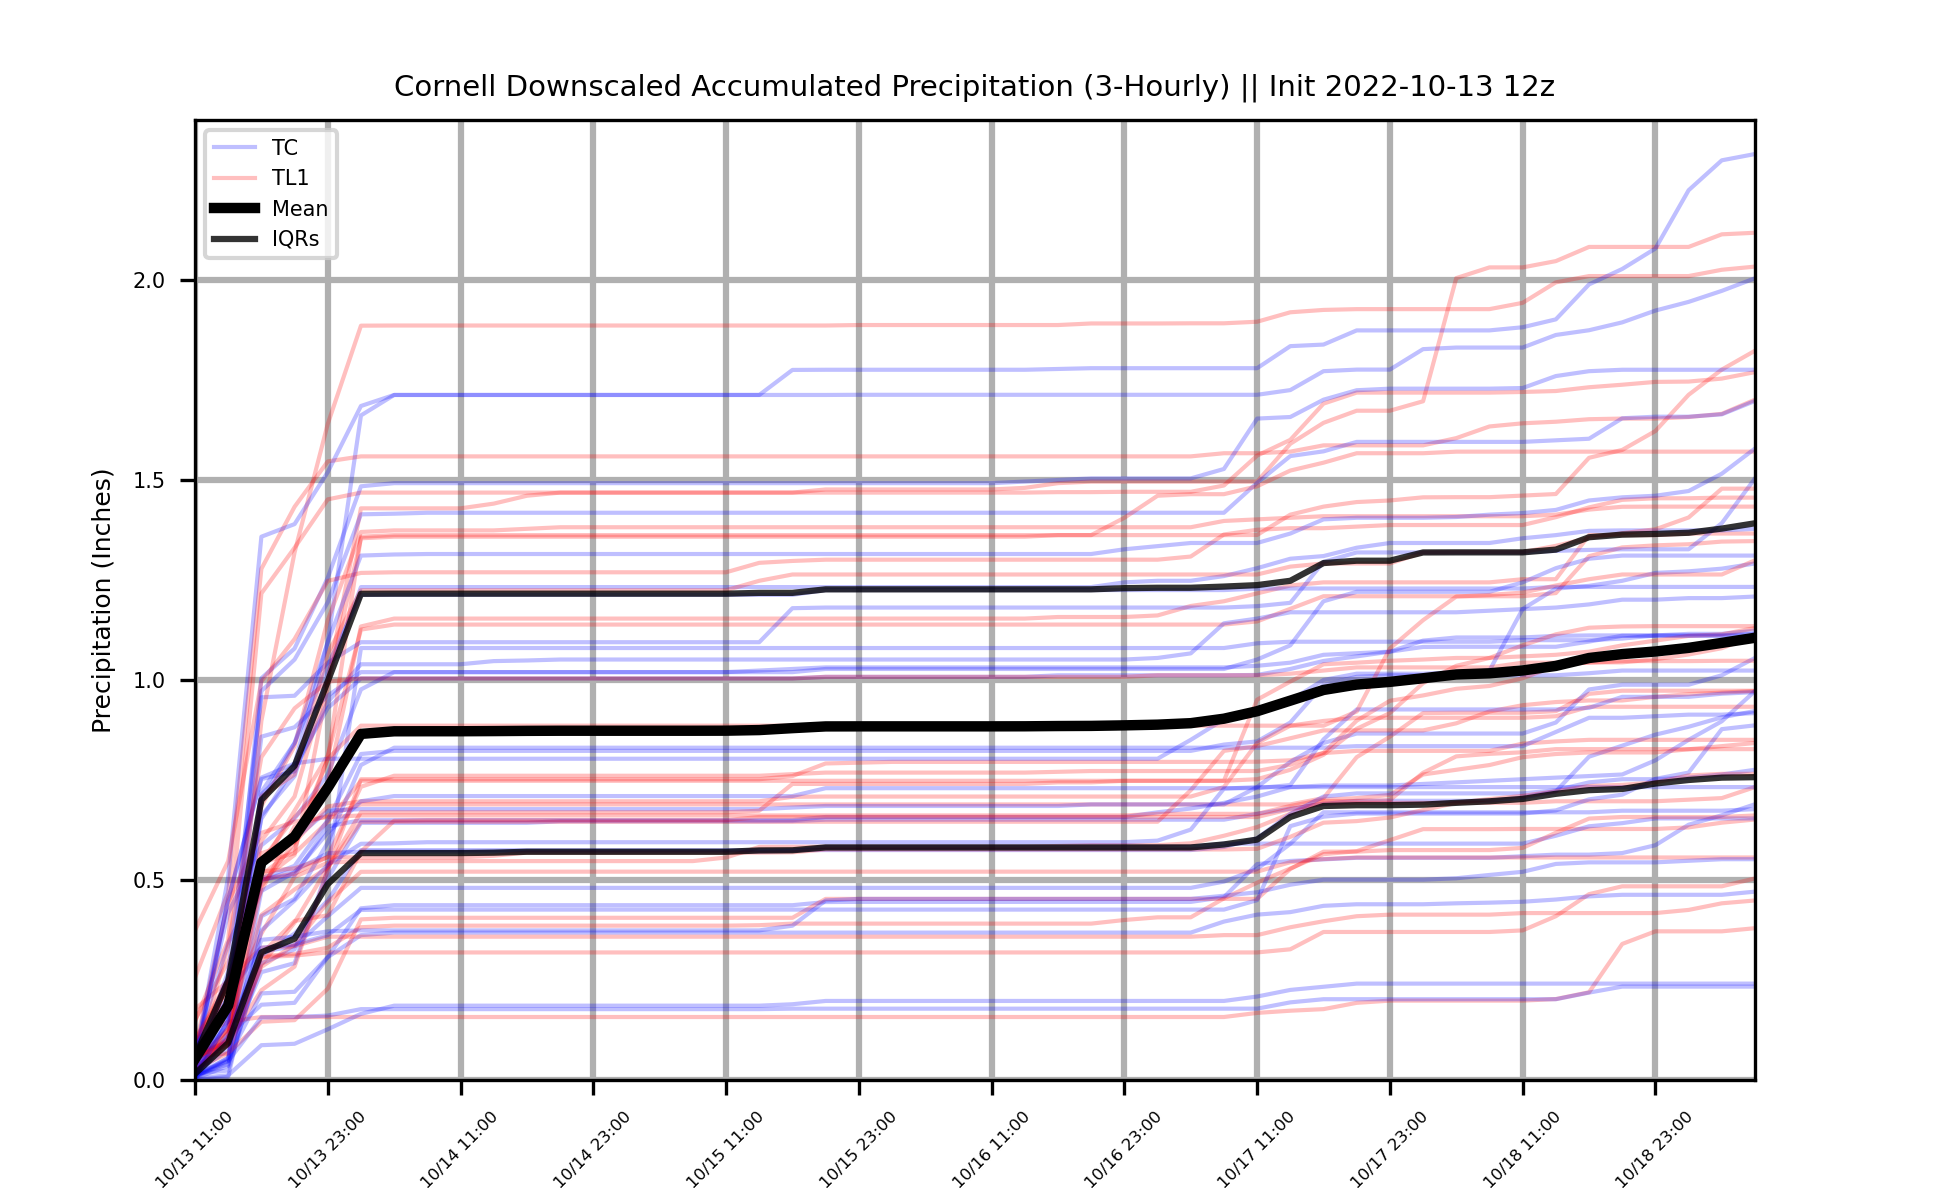 Cornell Downscaled Accumulated Precipitation (3-Hourly) || Init 2022-10-13 12z
TC
TL1
Mean
IQRs
Precipitation (Inches)
2.0
1.5
1.0
0.5
0.0
10/13 11:00
10/13 23:00
10/14 11:00
10/14 23:00
10/15 11:00
10/15 23:00
10/16 11:00
10/16 23:00
10/17 11:00
10/17 23:00
10/18 11:00
10/18 23:00